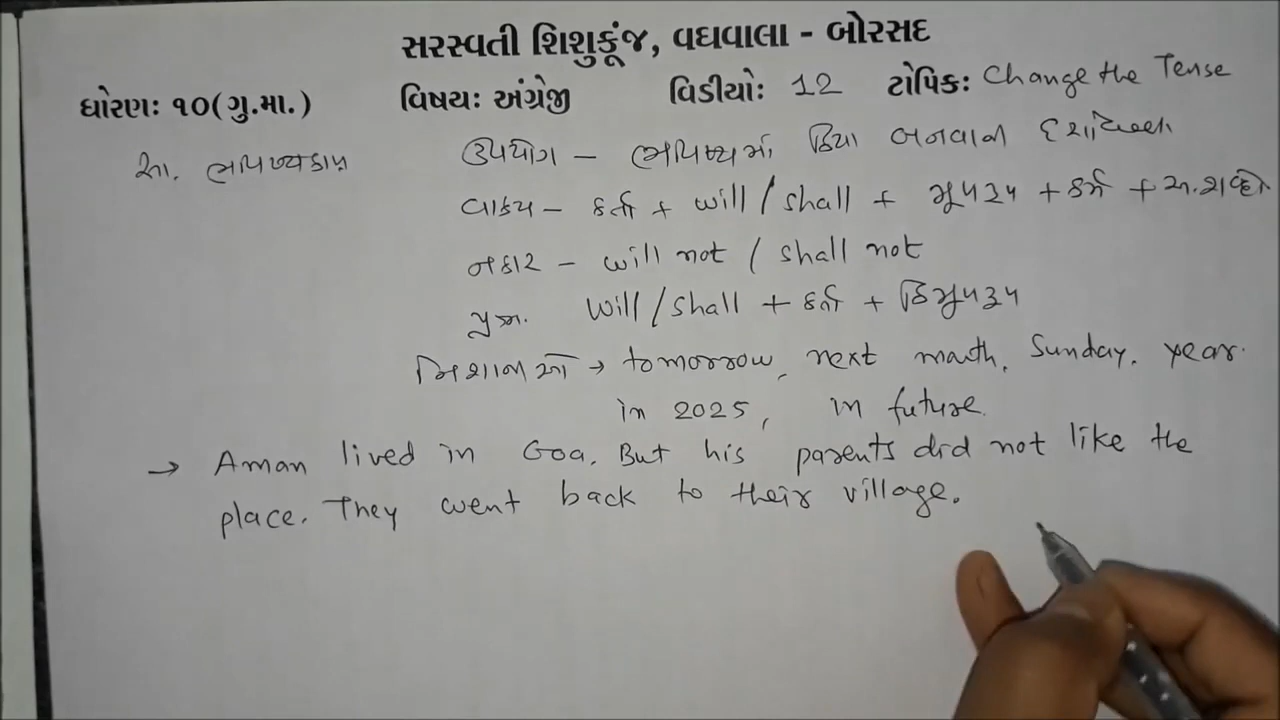 સરસ્વતી શિશુકૂંજ, વઘવાલા - બોરસદ
ધોરણઃ ૧૦(ગુ.મા.) વિષયઃ અંગ્રેજી વિડીયોઃ 12 ટોપિકઃ Change the Tense
સા. ભવિષ્યકાળ ઉપયોગ - ભવિષ્યમાં ક્રિયા બનવાની દર્શાવવા
વાક્ય - કર્તા + will / shall + મૂળરૂપ + કર્મ + અ.શબ્દો
નકાર - will not / shall not
પ્રશ્ન. Will / Shall + કર્તા + ક્રિમૂળરૂપ
નિશાનીઓ → tomorrow, next month, Sunday, year.
in 2025, in future.
→ Aman lived in Goa. But his parents did not like the
place. They went back to their village.